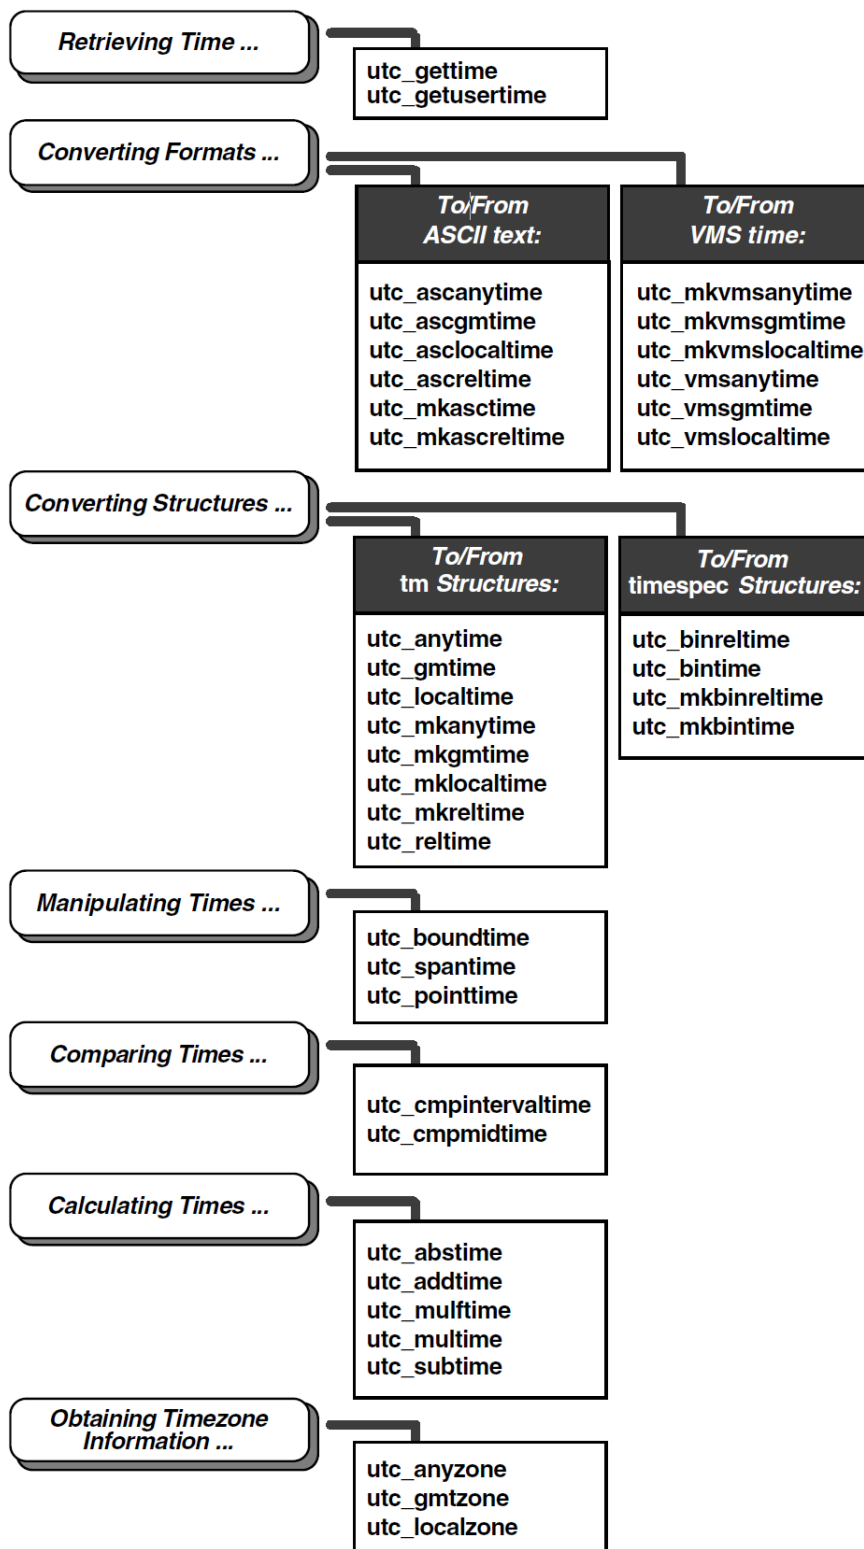 Retrieving Time ...
utc_gettime
utc_getusertime
Converting Formats ...
To/From
ASCII text:
utc_ascanytime
utc_ascgmtime
utc_asclocaltime
utc_ascreltime
utc_mkasctime
utc_mkascreltime
To/From
VMS time:
utc_mkvmsanytime
utc_mkvmsgmtime
utc_mkvmslocaltime
utc_vmsanytime
utc_vmsgmtime
utc_vmslocaltime
Converting Structures ...
To/From
tm Structures:
utc_anytime
utc_gmtime
utc_localtime
utc_mkanytime
utc_mkgmtime
utc_mklocaltime
utc_mkreltime
utc_reltime
To/From
timespec Structures:
utc_binreltime
utc_bintime
utc_mkbinreltime
utc_mkbintime
Manipulating Times ...
utc_boundtime
utc_spantime
utc_pointtime
Comparing Times ...
utc_cmpintervaltime
utc_cmpmidtime
Calculating Times ...
utc_abstime
utc_addtime
utc_mulftime
utc_multime
utc_subtime
Obtaining Timezone
Information ...
utc_anyzone
utc_gmtzone
utc_localzone